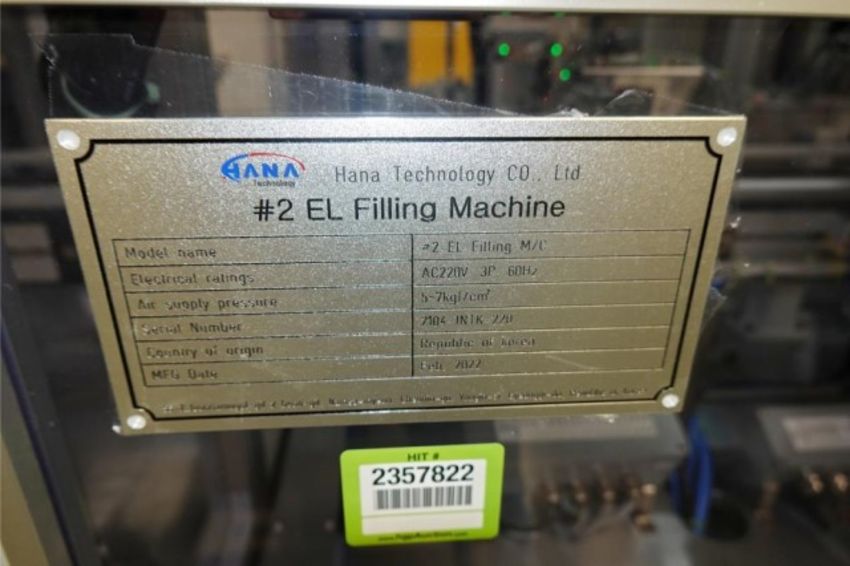 HANA
Technology
Hana Technology CO., Ltd
#2 EL Filling Machine
Model name #2 EL Filling M/C
Electrical ratings AC220V 3P 60Hz
Air supply pressure 5~7kgf/cm²
Serial Number
Country of origin Republic of Korea
MFG Date Feb. 2022
HIT #
2357822